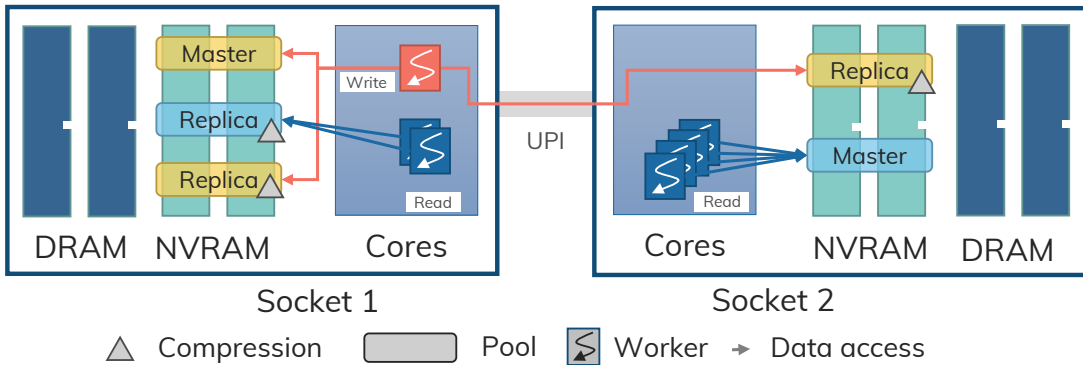 Master
Replica
Replica
Write
Read
UPI
Replica
Master
Read
DRAM
NVRAM
Cores
Cores
NVRAM
DRAM
Socket 1
Socket 2
Compression
Pool
Worker
Data access